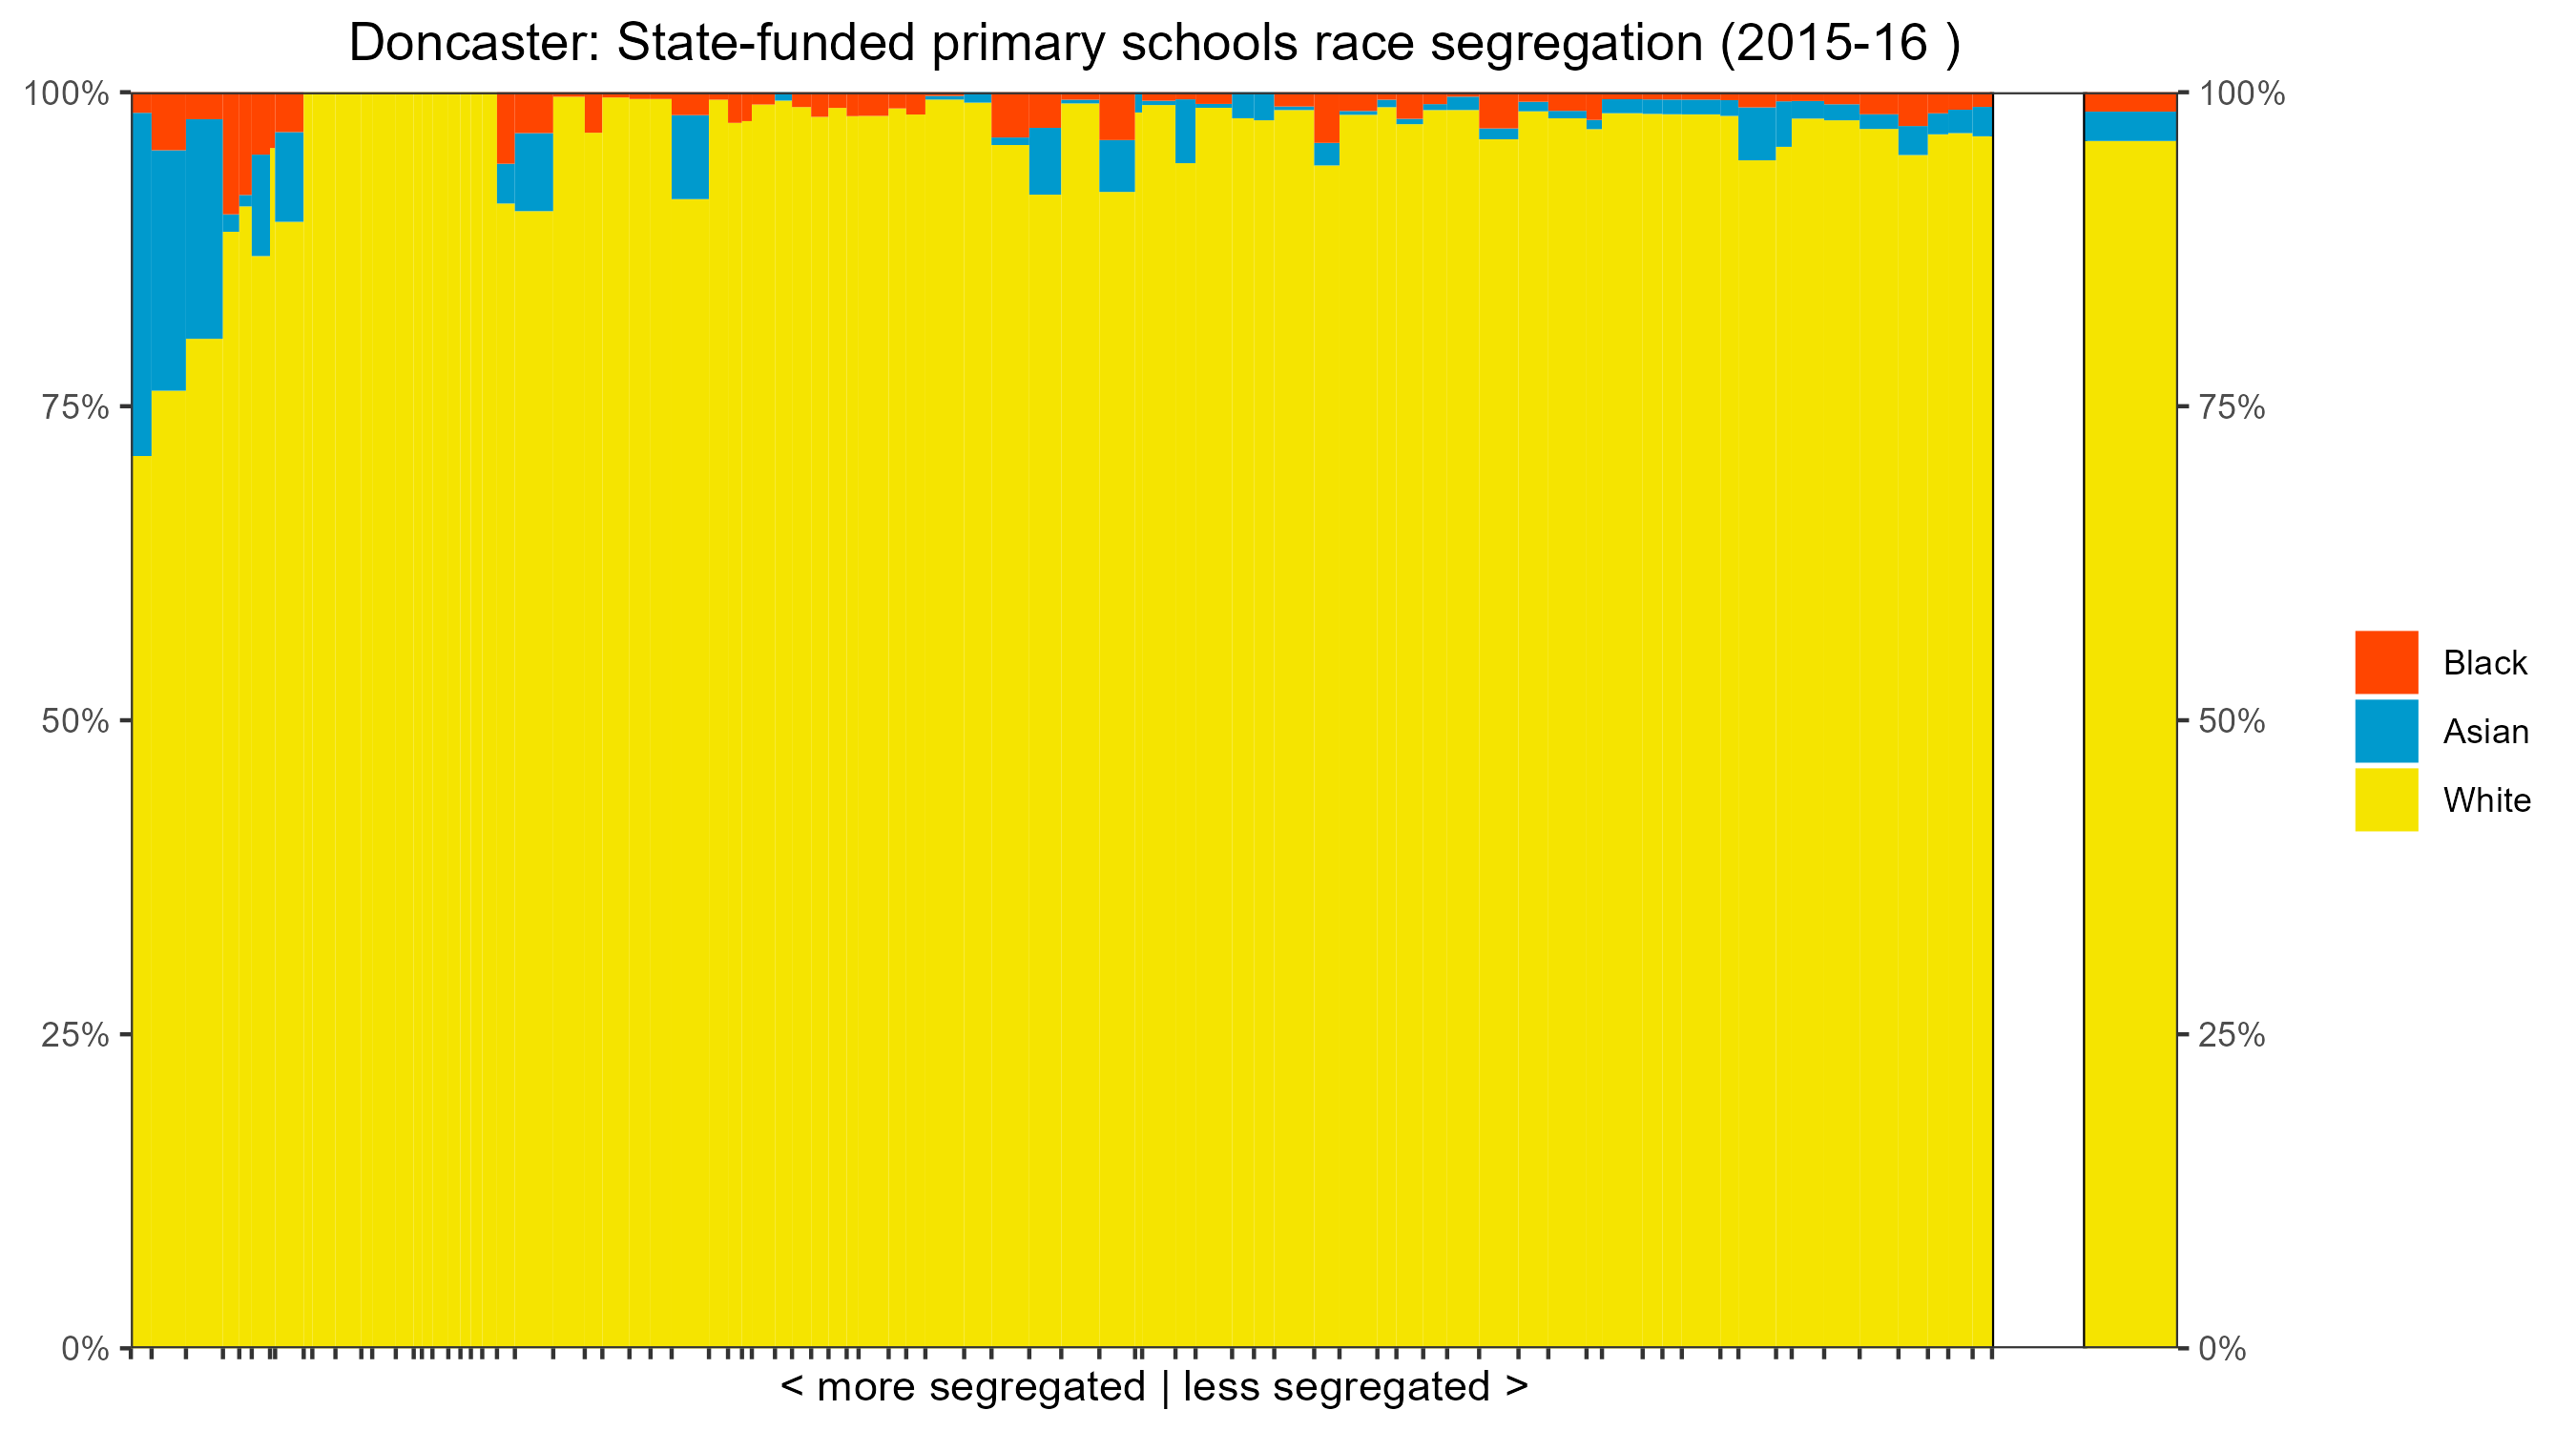 Doncaster: State-funded primary schools race segregation (2015-16 )
100%
75%
50%
25%
0%
100%
75%
50%
25%
0%
Black
Asian
White
< more segregated | less segregated >